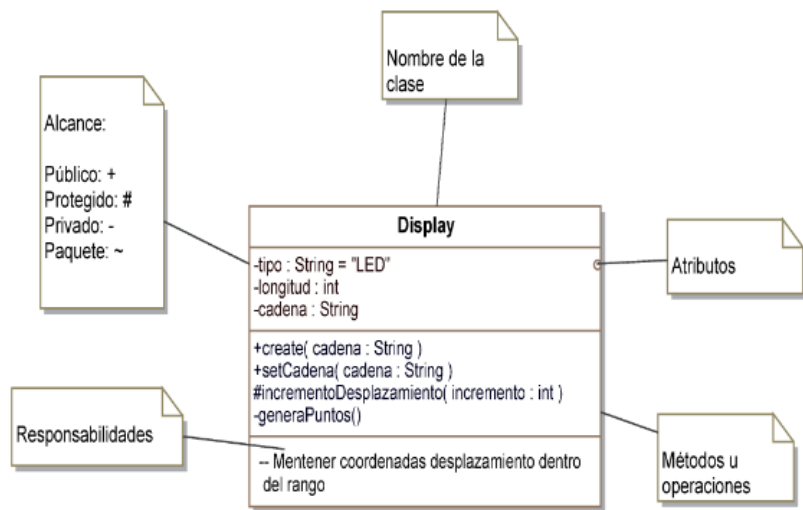 Nombre de la
clase
Alcance:
Público: +
Protegido: #
Privado: -
Paquete: ~
Display
-tipo : String = "LED"
-longitud : int
-cadena : String
Atributos
+create( cadena : String )
+setCadena( cadena : String )
#incrementoDesplazamiento( incremento : int )
-generaPuntos()
Responsabilidades
-- Mentener coordenadas desplazamiento dentro
del rango
Métodos u
operaciones